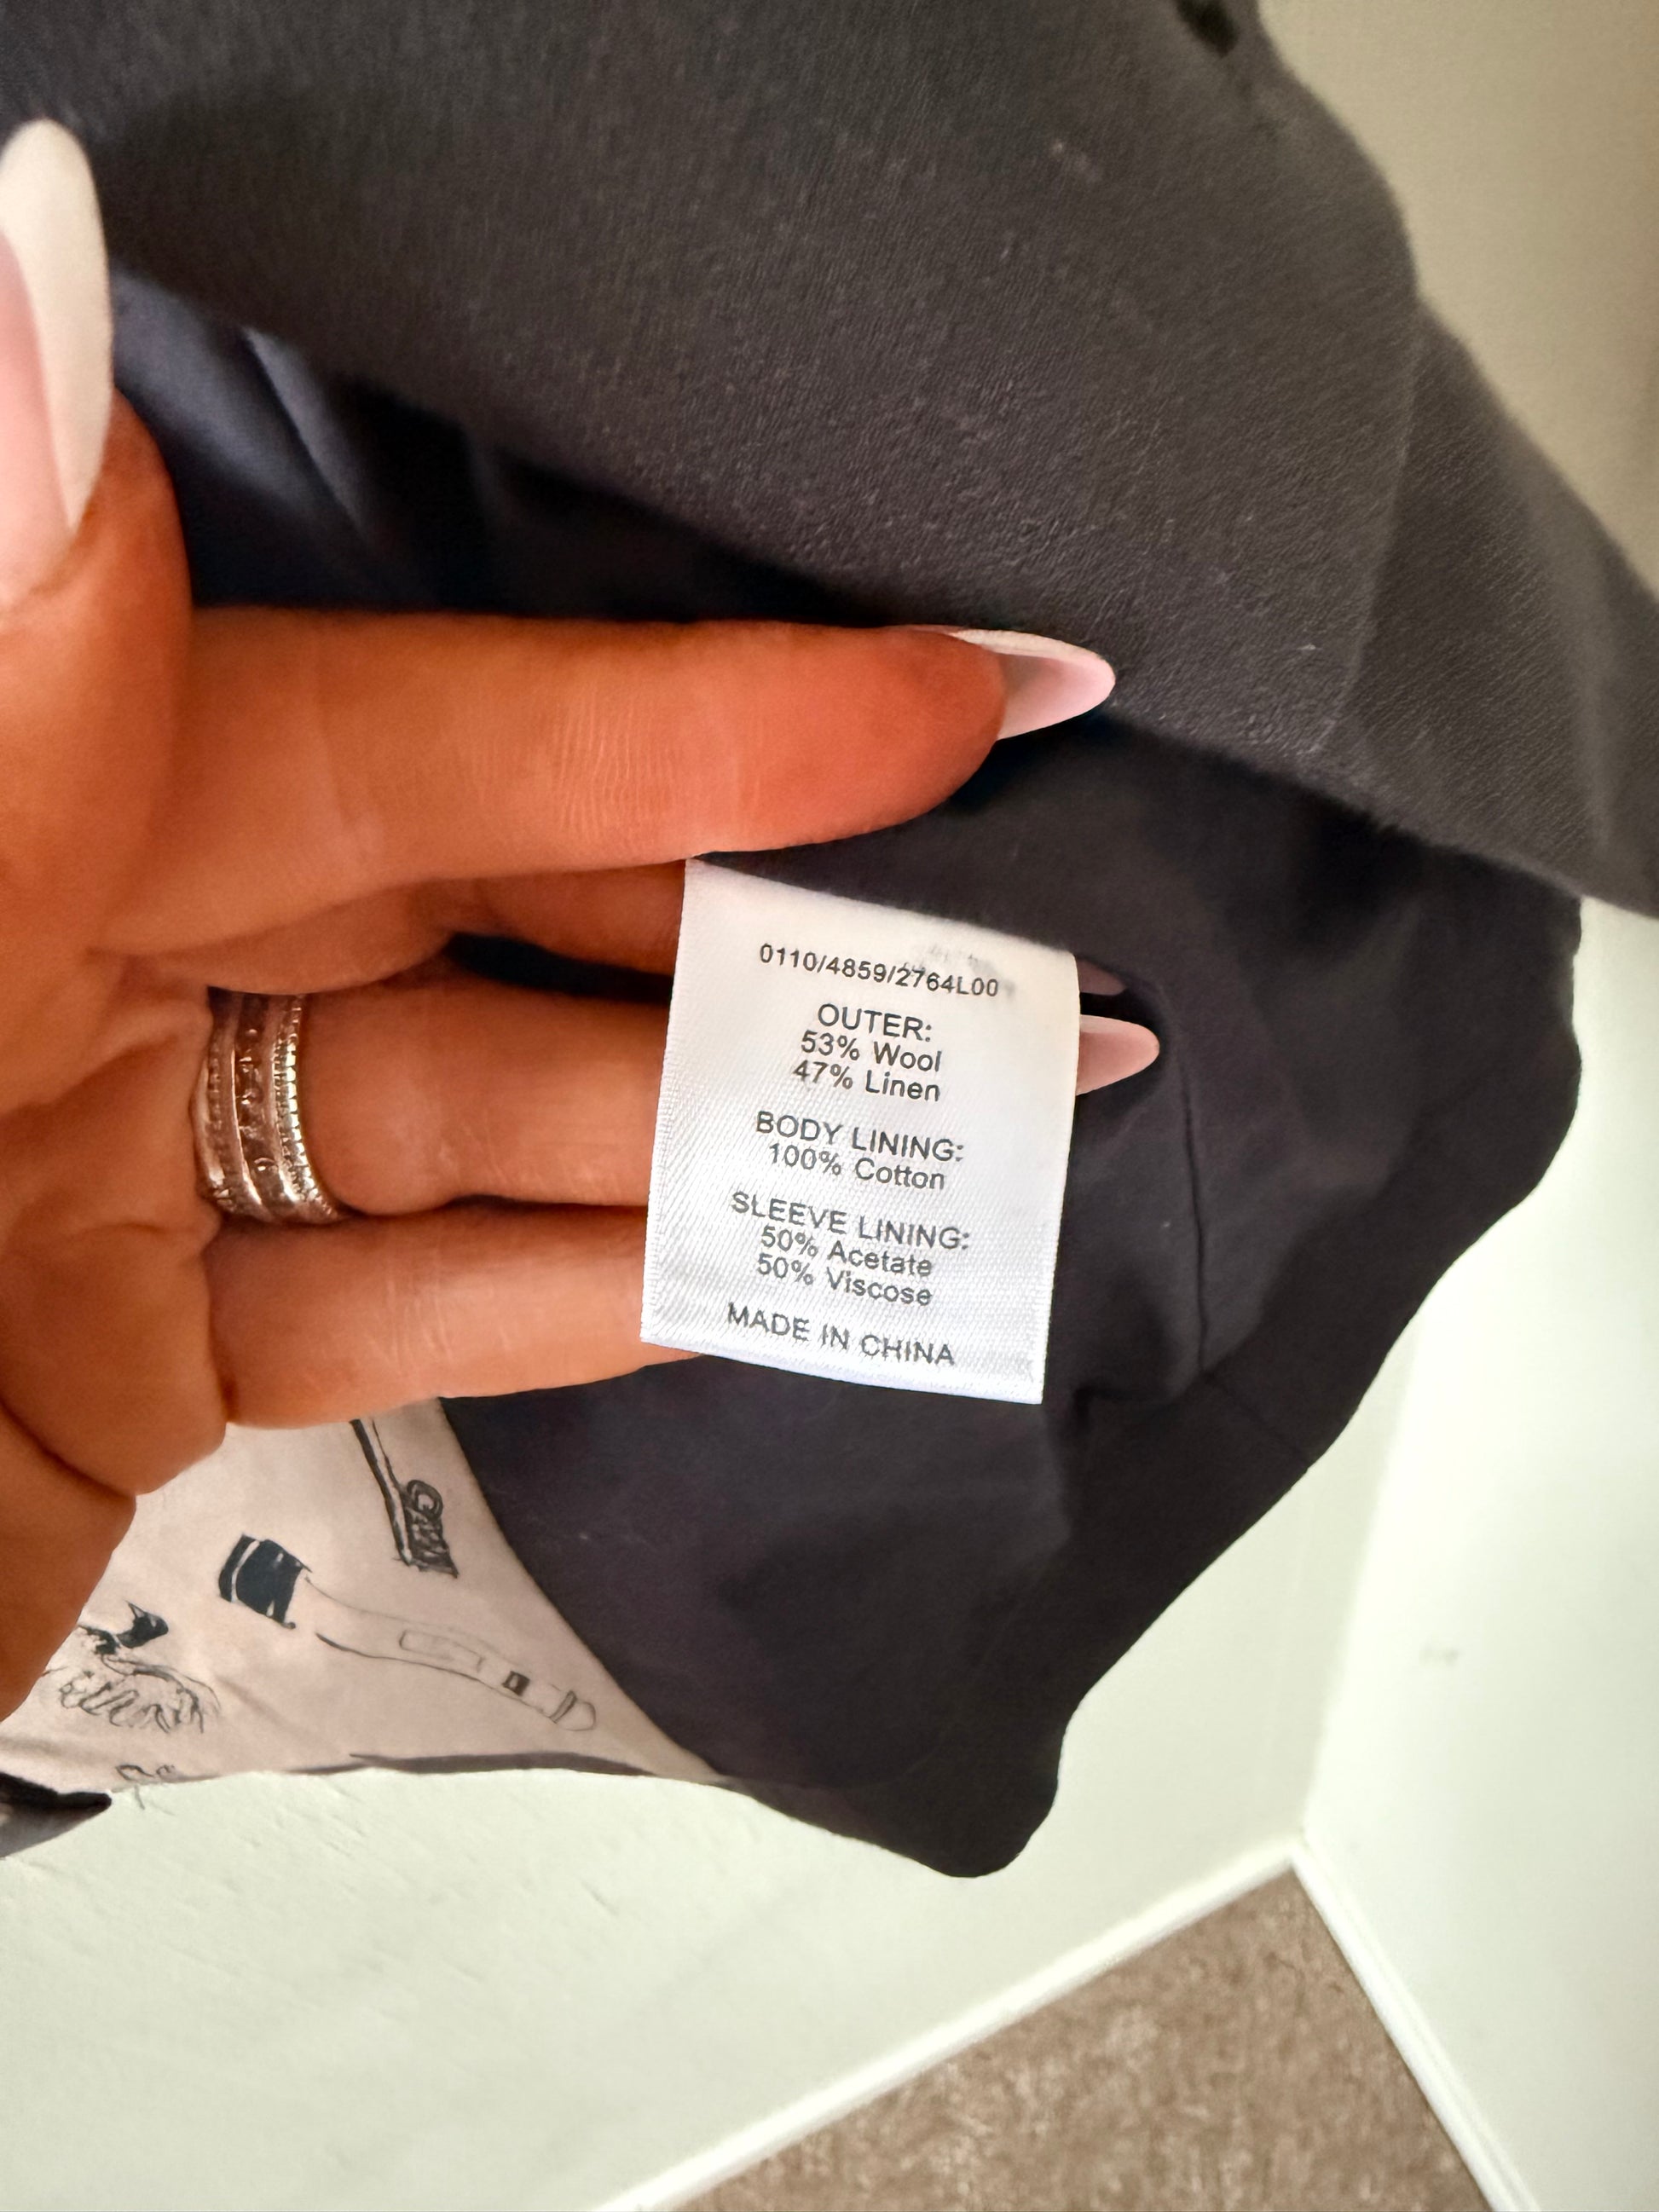 0110/4859/2764L00
OUTER:
53% Wool
47% Linen
BODY LINING:
100% Cotton
SLEEVE LINING:
50% Acetate
50% Viscose
MADE IN CHINA